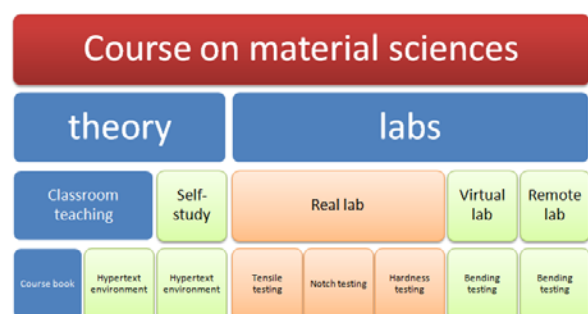 Course on material sciences
theory
labs
Classroom
teaching
Self-
study
Real lab
Virtual
lab
Remote
lab
Course book
Hypertext
environment
Hypertext
environment
Tensile
testing
Notch testing
Hardness
testing
Bending
testing
Bending
testing